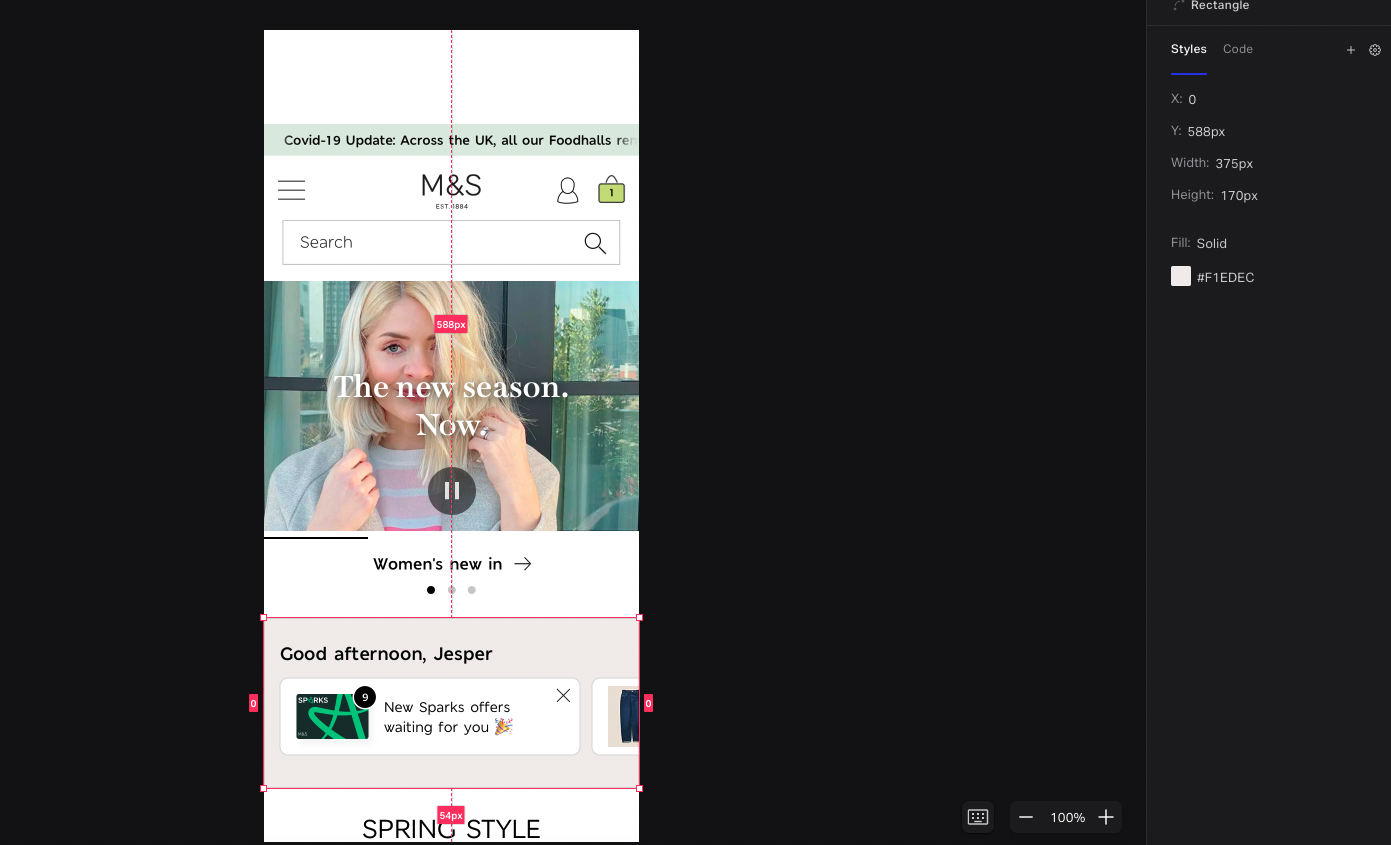 Rectangle
Styles Code
X: 0
Y: 588px
Width: 375px
Height: 170px
Fill: Solid
#F1EDEC
Covid-19 Update: Across the UK, all our Foodhalls ren
M&S
EST. 1884
1
Search
588px
The new season.
Now.
Women's new in
Good afternoon, Jesper
0
0
SPARKS
9
M&S
New Sparks offers
waiting for you 🎉
54px
SPRING STYLE
100%